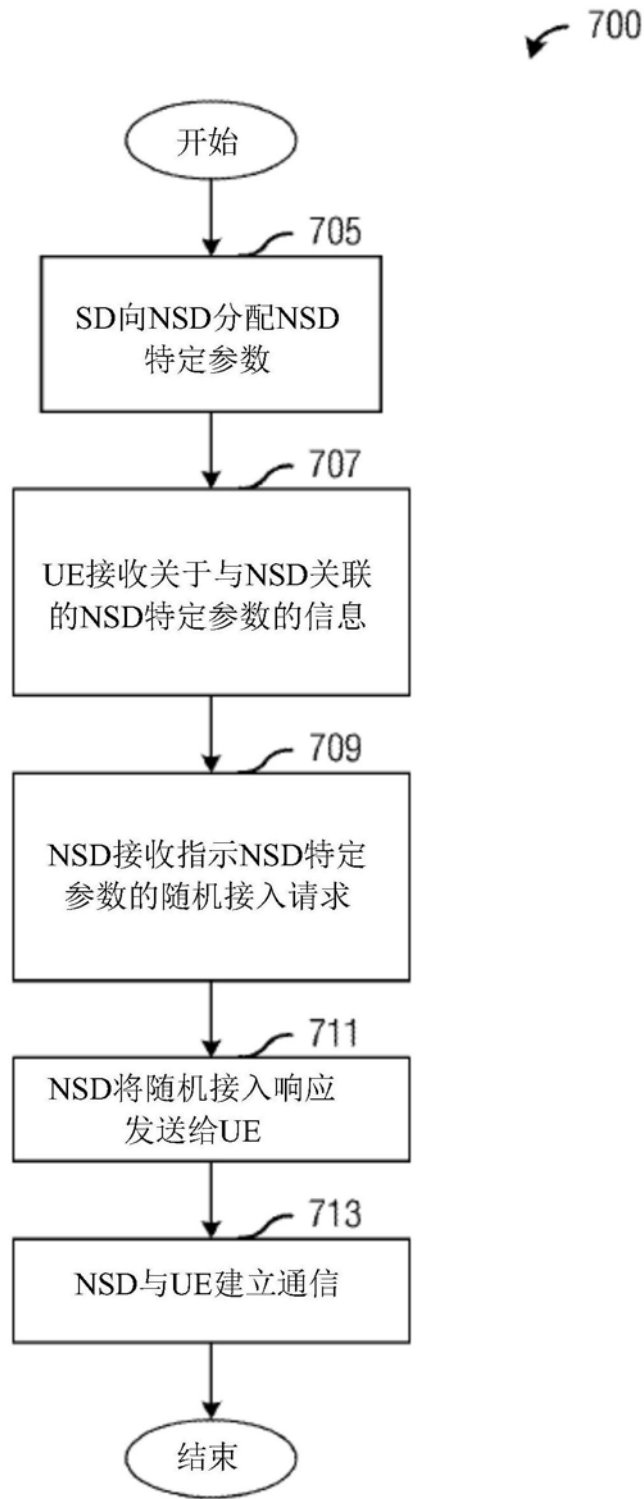 700
开始
705
SD向NSD分配NSD
特定参数
707
UE接收关于与NSD关联
的NSD特定参数的信息
709
NSD接收指示NSD特定
参数的随机接入请求
711
NSD将随机接入响应
发送给UE
713
NSD与UE建立通信
结束